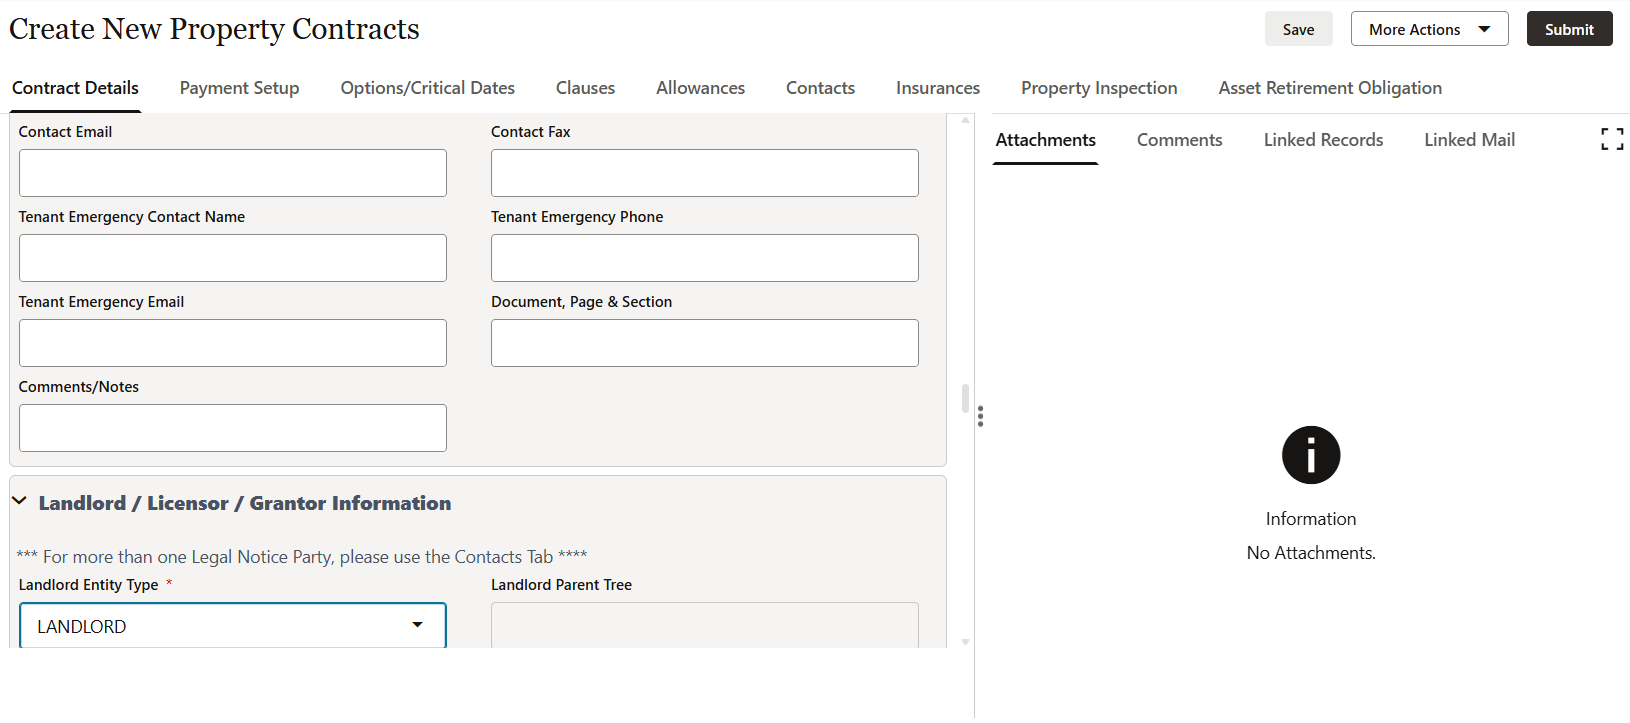 Create New Property Contracts
Save
More Actions
Submit
Contract Details
Payment Setup
Options/Critical Dates
Clauses
Allowances
Contacts
Insurances
Property Inspection
Asset Retirement Obligation
Contact Email
Contact Fax
Tenant Emergency Contact Name
Tenant Emergency Phone
Tenant Emergency Email
Document, Page & Section
Comments/Notes
Landlord / Licensor / Grantor Information
*** For more than one Legal Notice Party, please use the Contacts Tab ****
Landlord Entity Type *
Landlord Parent Tree
LANDLORD
Attachments
Comments
Linked Records
Linked Mail
Information
No Attachments.